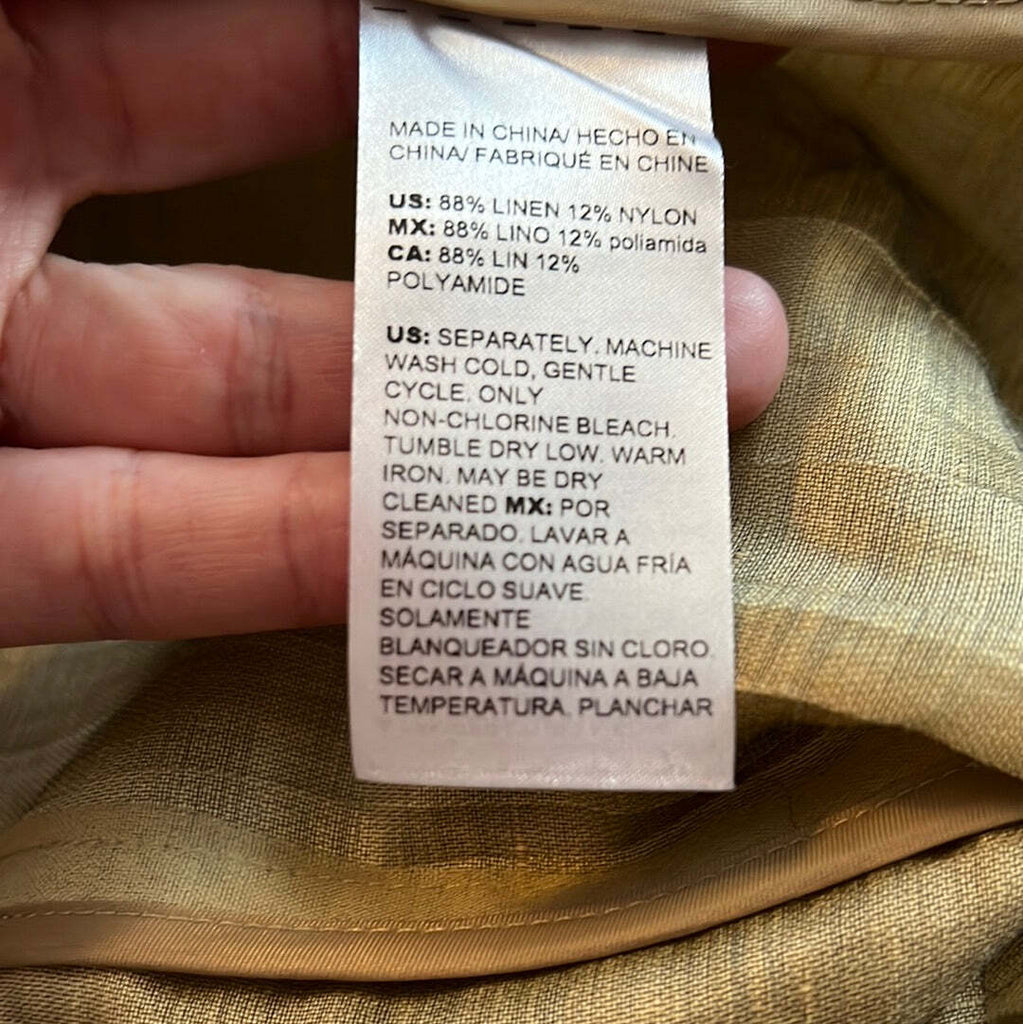 MADE IN CHINA/ HECHO EN
CHINA/ FABRIQUÉ EN CHINE
US: 88% LINEN 12% NYLON
MX: 88% LINO 12% poliamida
CA: 88% LIN 12%
POLYAMIDE
US: SEPARATELY. MACHINE
WASH COLD, GENTLE
CYCLE. ONLY
NON-CHLORINE BLEACH.
TUMBLE DRY LOW. WARM
IRON. MAY BE DRY
CLEANED MX: POR
SEPARADO. LAVAR A
MÁQUINA CON AGUA FRÍA
EN CICLO SUAVE.
SOLAMENTE
BLANQUEADOR SIN CLORO.
SECAR A MÁQUINA A BAJA
TEMPERATURA. PLANCHAR